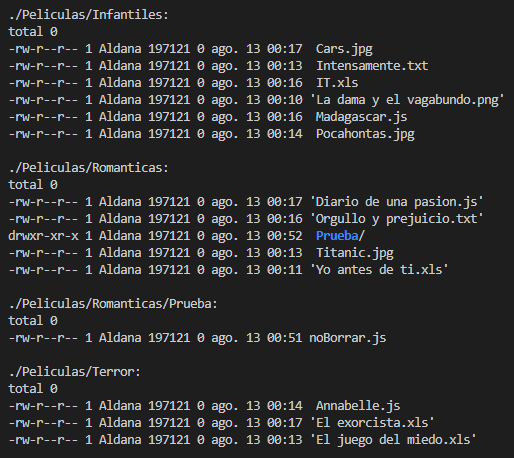 ./Peliculas/Infantiles:
total 0
-rw-r--r-- 1 Aldana 197121 0 ago. 13 00:17  Cars.jpg
-rw-r--r-- 1 Aldana 197121 0 ago. 13 00:13  Intensamente.txt
-rw-r--r-- 1 Aldana 197121 0 ago. 13 00:16  IT.xls
-rw-r--r-- 1 Aldana 197121 0 ago. 13 00:10 'La dama y el vagabundo.png'
-rw-r--r-- 1 Aldana 197121 0 ago. 13 00:16  Madagascar.js
-rw-r--r-- 1 Aldana 197121 0 ago. 13 00:14  Pocahontas.jpg

./Peliculas/Romanticas:
total 0
-rw-r--r-- 1 Aldana 197121 0 ago. 13 00:17 'Diario de una pasion.js'
-rw-r--r-- 1 Aldana 197121 0 ago. 13 00:16 'Orgullo y prejuicio.txt'
drwxr-xr-x 1 Aldana 197121 0 ago. 13 00:52  Prueba/
-rw-r--r-- 1 Aldana 197121 0 ago. 13 00:13  Titanic.jpg
-rw-r--r-- 1 Aldana 197121 0 ago. 13 00:11 'Yo antes de ti.xls'

./Peliculas/Romanticas/Prueba:
total 0
-rw-r--r-- 1 Aldana 197121 0 ago. 13 00:51 noBorrar.js

./Peliculas/Terror:
total 0
-rw-r--r-- 1 Aldana 197121 0 ago. 13 00:14  Annabelle.js
-rw-r--r-- 1 Aldana 197121 0 ago. 13 00:17 'El exorcista.xls'
-rw-r--r-- 1 Aldana 197121 0 ago. 13 00:13 'El juego del miedo.xls'